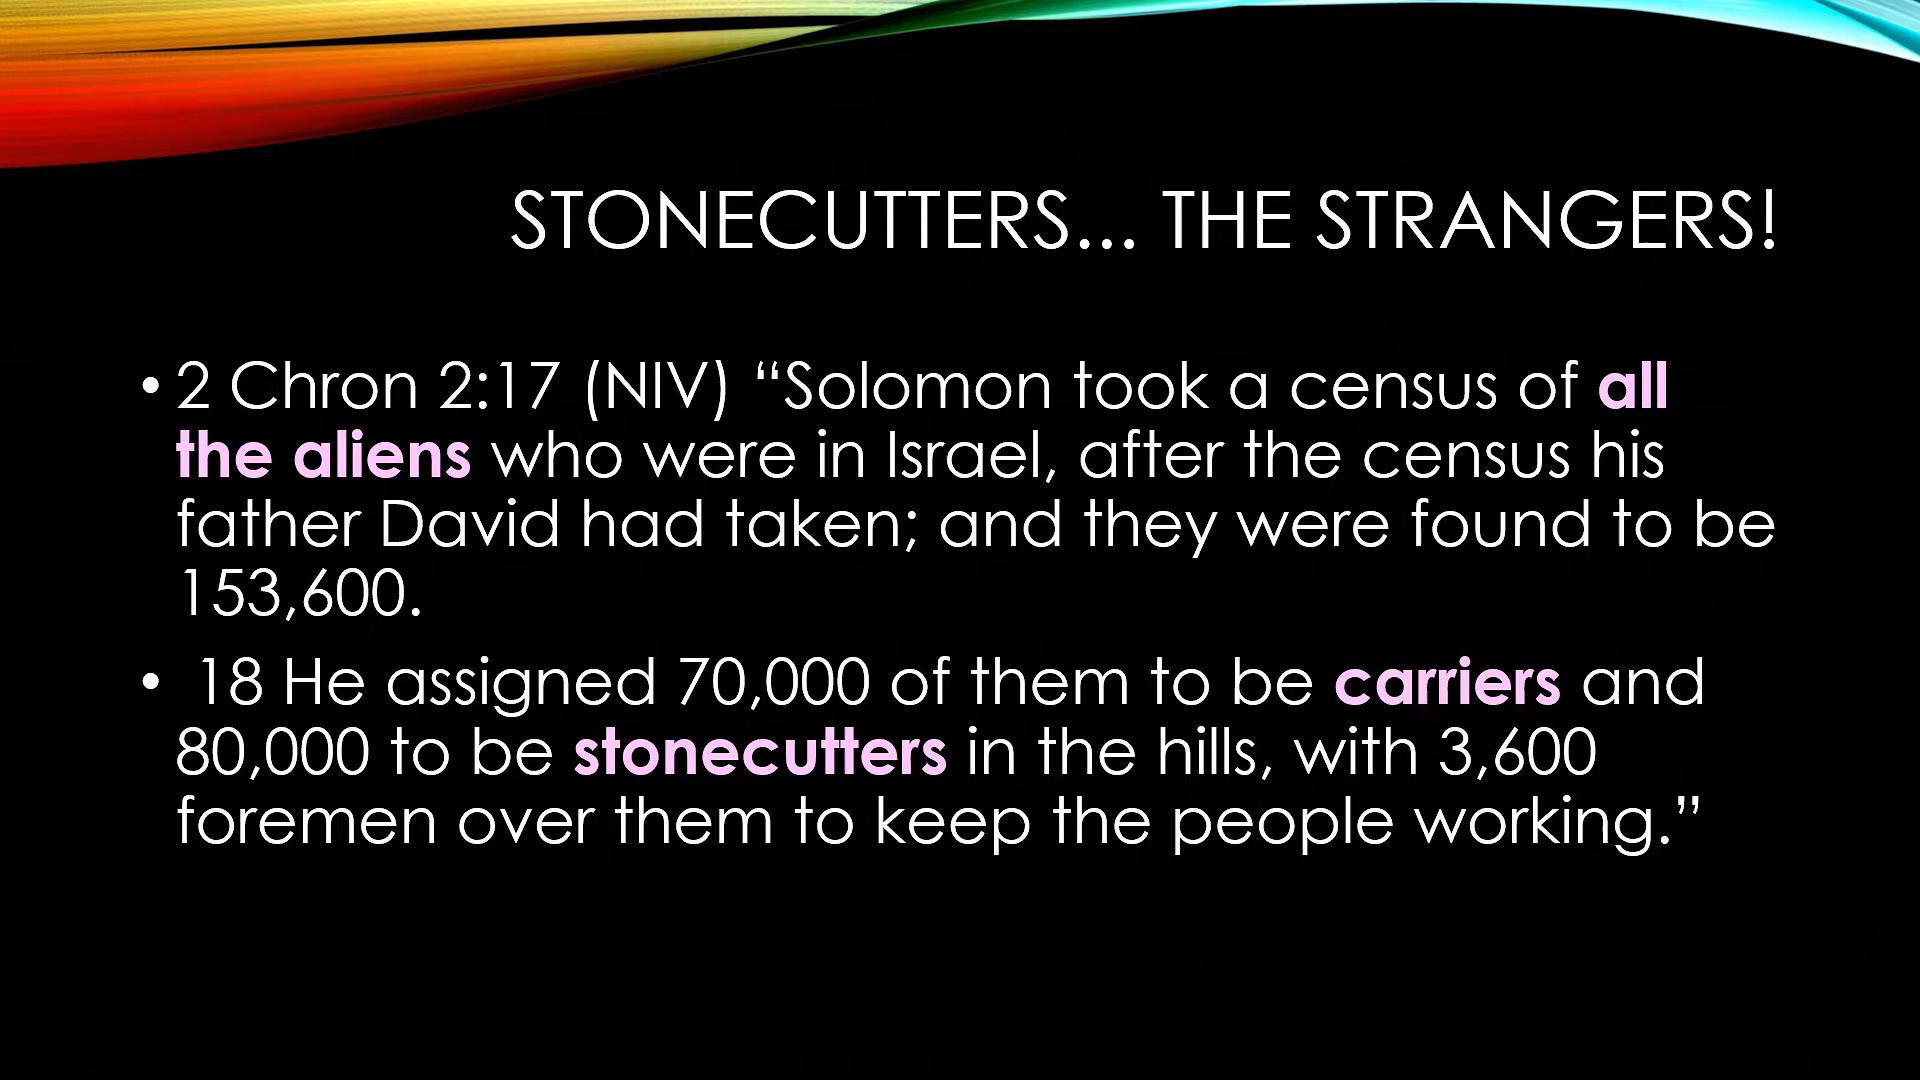 STONECUTTERS... THE STRANGERS!
• 2 Chron 2:17 (NIV) “Solomon took a census of all
the aliens who were in Israel, after the census his
father David had taken; and they were found to be
153,600.
• 18 He assigned 70,000 of them to be carriers and
80,000 to be stonecutters in the hills, with 3,600
foremen over them to keep the people working.”